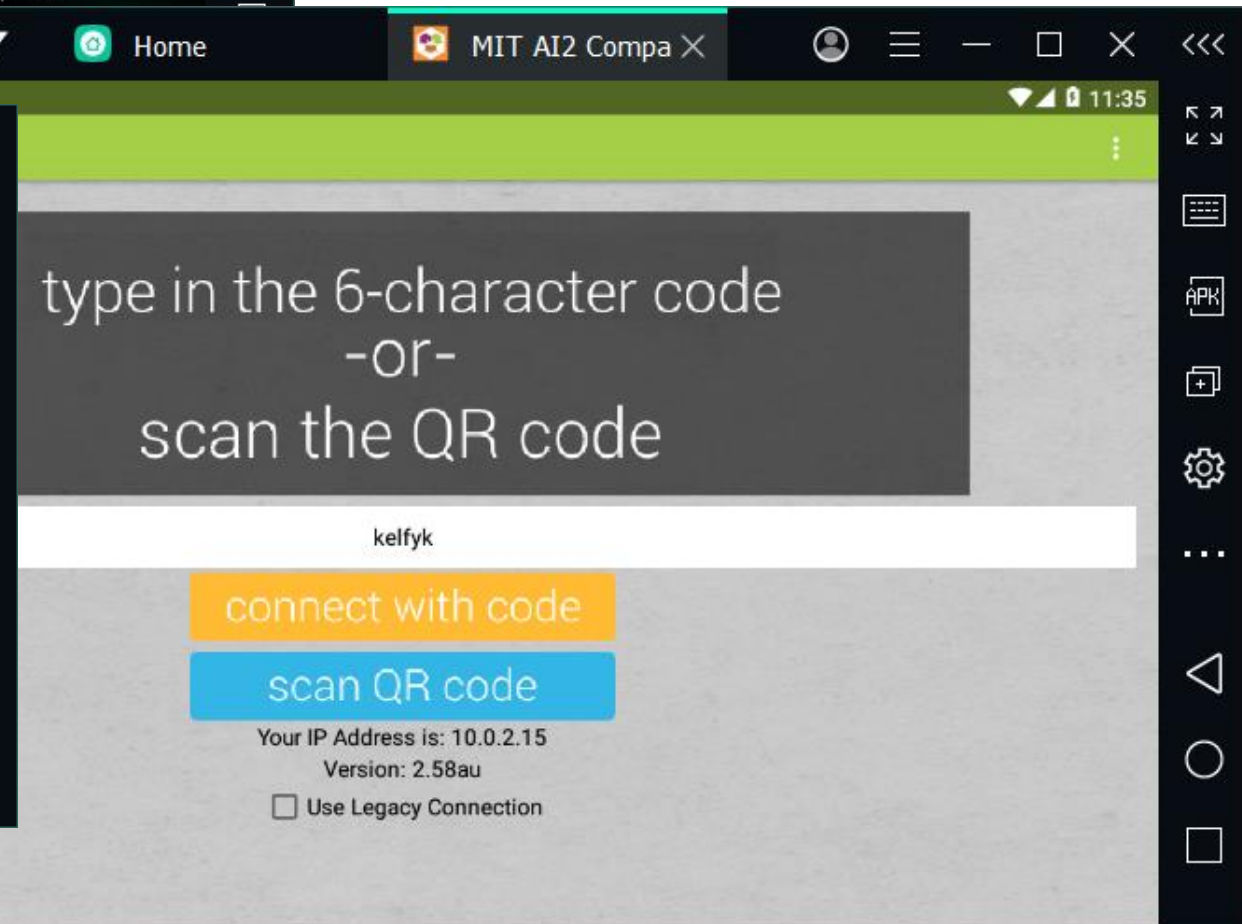 Home
MIT AI2 Compa
11:35
type in the 6-character code
-or-
scan the QR code
kelfyk
connect with code
scan QR code
Your IP Address is: 10.0.2.15
Version: 2.58au
Use Legacy Connection
APK